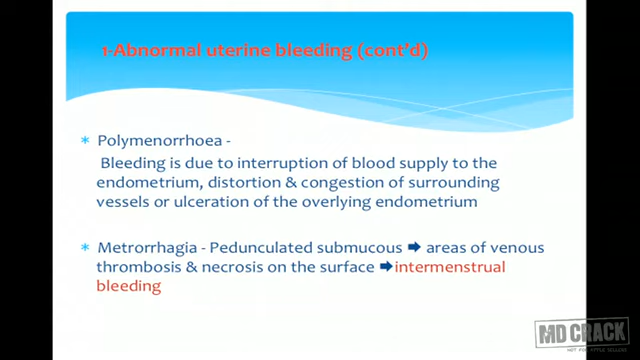 1-Abnormal uterine bleeding (cont'd)
* Polymenorrhoea -
Bleeding is due to interruption of blood supply to the
endometrium, distortion & congestion of surrounding
vessels or ulceration of the overlying endometrium
* Metrorrhagia - Pedunculated submucous ➡ areas of venous
thrombosis & necrosis on the surface ➡intermenstrual
bleeding
MD CRACK